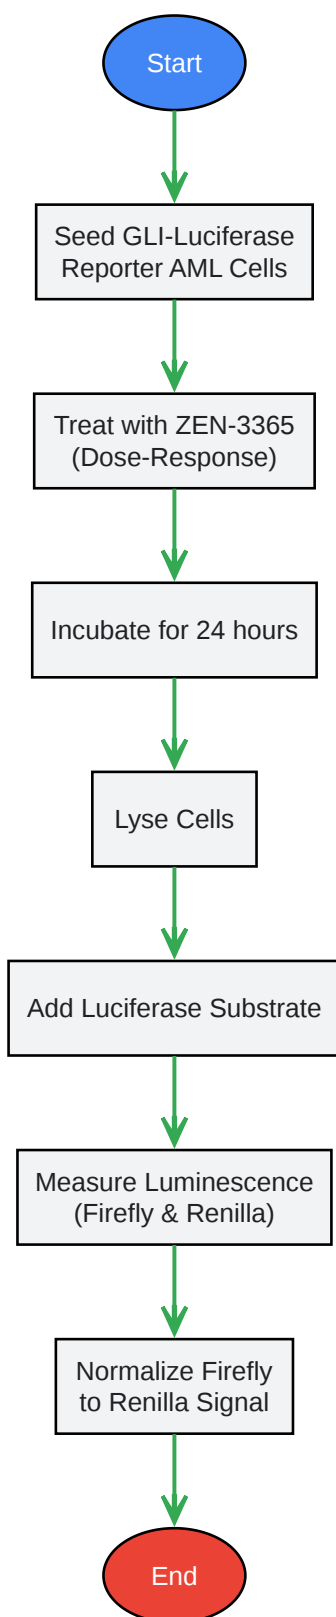 Start
Seed GLI-Luciferase
Reporter AML Cells
Treat with ZEN-3365
(Dose-Response)
Incubate for 24 hours
Lyse Cells
Add Luciferase Substrate
Measure Luminescence
(Firefly & Renilla)
Normalize Firefly
to Renilla Signal
End